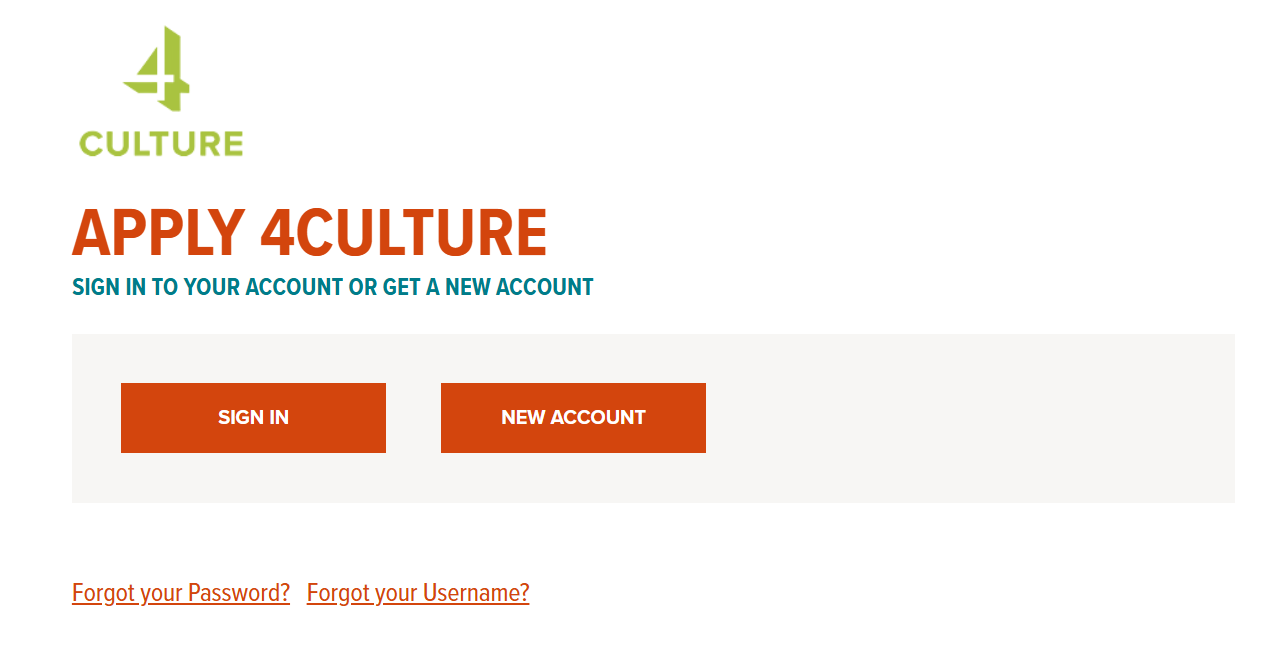 4
CULTURE
APPLY 4CULTURE
SIGN IN TO YOUR ACCOUNT OR GET A NEW ACCOUNT
SIGN IN NEW ACCOUNT
Forgot your Password? Forgot your Username?